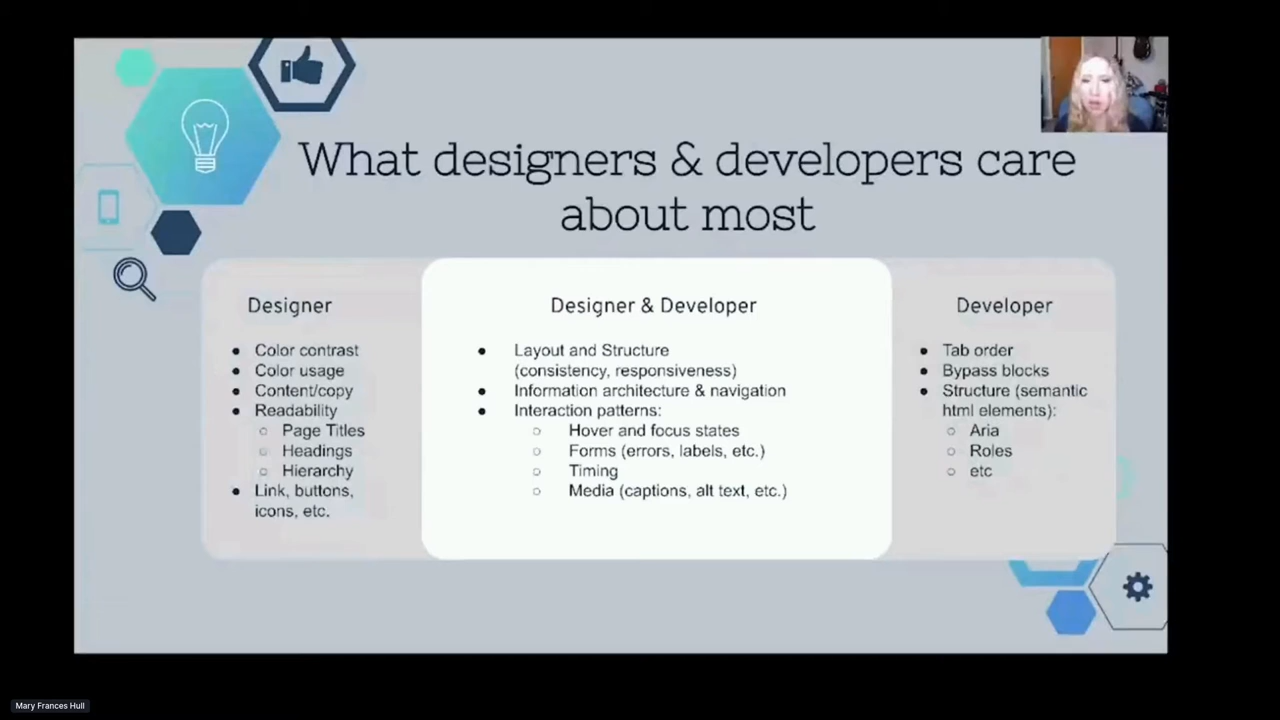 What designers & developers care
about most
Designer
Color contrast
Color usage
Content/copy
Readability
Page Titles
Headings
Hierarchy
Link, buttons,
icons, etc.
Designer & Developer
Layout and Structure
(consistency, responsiveness)
Information architecture & navigation
Interaction patterns:
Hover and focus states
Forms (errors, labels, etc.)
Timing
Media (captions, alt text, etc.)
Developer
Tab order
Bypass blocks
Structure (semantic
html elements):
Aria
Roles
etc
Mary Frances Hull